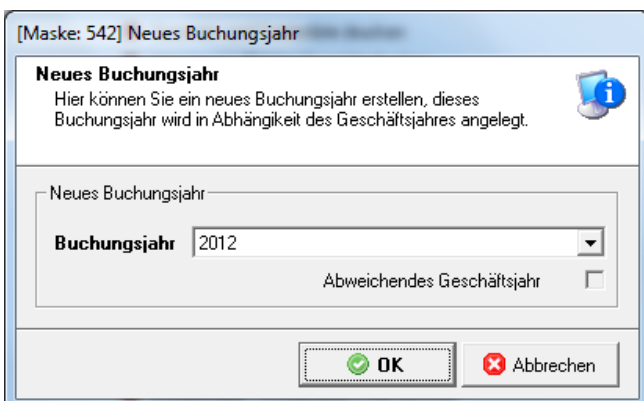 [Maske: 542] Neues Buchungsjahr
Neues Buchungsjahr
Hier können Sie ein neues Buchungsjahr erstellen, dieses
Buchungsjahr wird in Abhängikeit des Geschäftsjahres angelegt.
Neues Buchungsjahr
Buchungsjahr 2012
Abweichendes Geschäftsjahr
OK Abbrechen